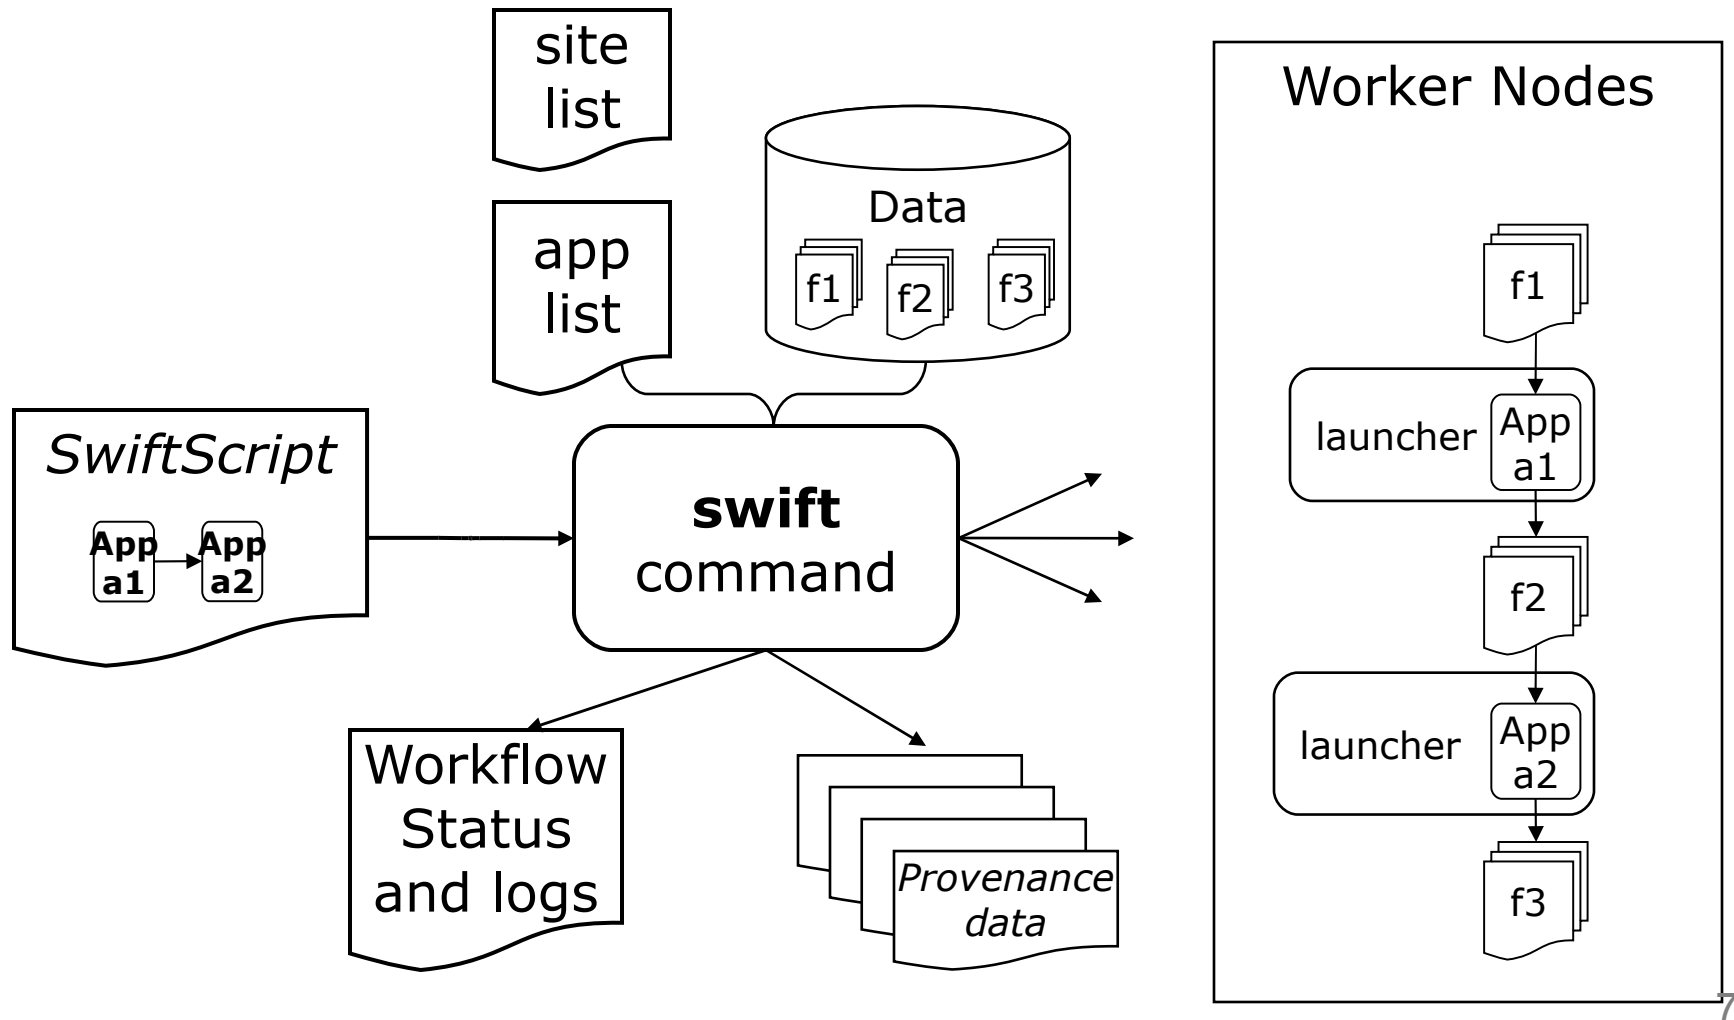 site
list
app
list
Data
f1
f2
f3
SwiftScript
App
a1
App
a2
swift
command
Workflow
Status
and logs
Provenance
data
Worker Nodes
f1
launcher
App
a1
f2
launcher
App
a2
f3
7